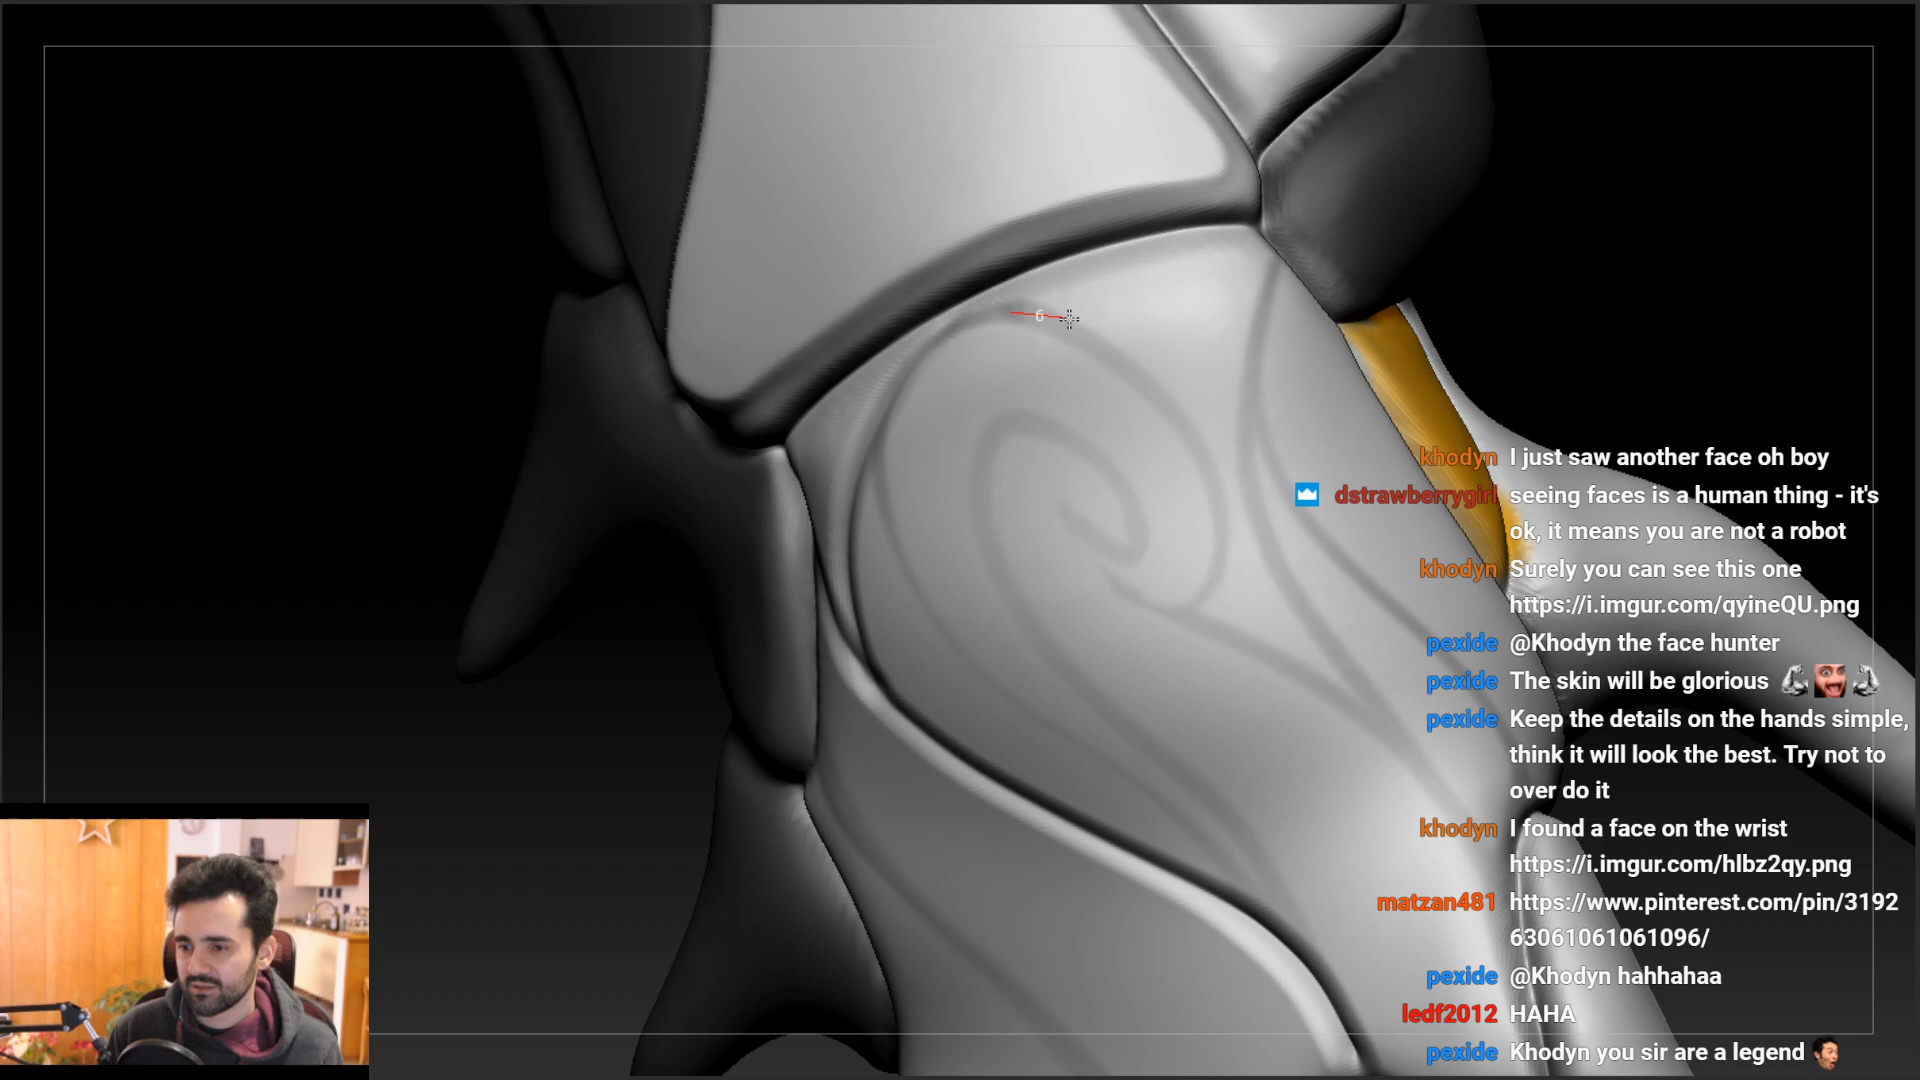 6
khodyn I just saw another face oh boy
dstrawberrygirl seeing faces is a human thing - it's
ok, it means you are not a robot
khodyn Surely you can see this one
https://i.imgur.com/qyineQU.png
pexide @Khodyn the face hunter
pexide The skin will be glorious
pexide Keep the details on the hands simple,
think it will look the best. Try not to
over do it
khodyn I found a face on the wrist
https://i.imgur.com/hlbz2qy.png
matzan481 https://www.pinterest.com/pin/3192
63061061061096/
pexide @Khodyn hahhahaa
ledf2012 HAHA
pexide Khodyn you sir are a legend